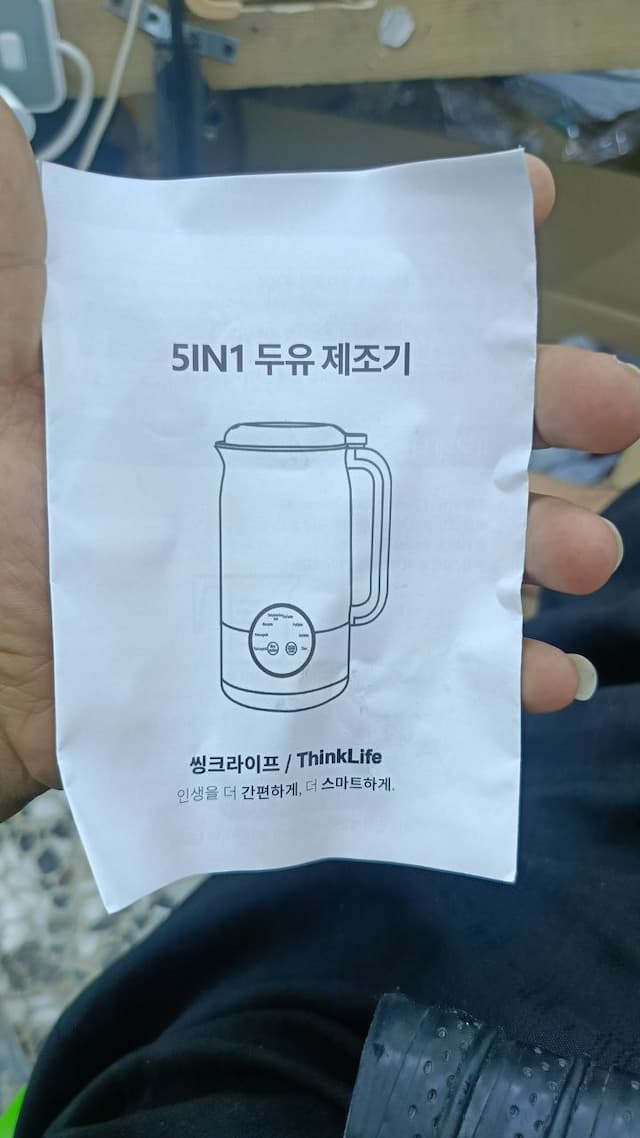 5IN1 두유 제조기
씽크라이프 / ThinkLife
인생을 더 간편하게, 더 스마트하게.